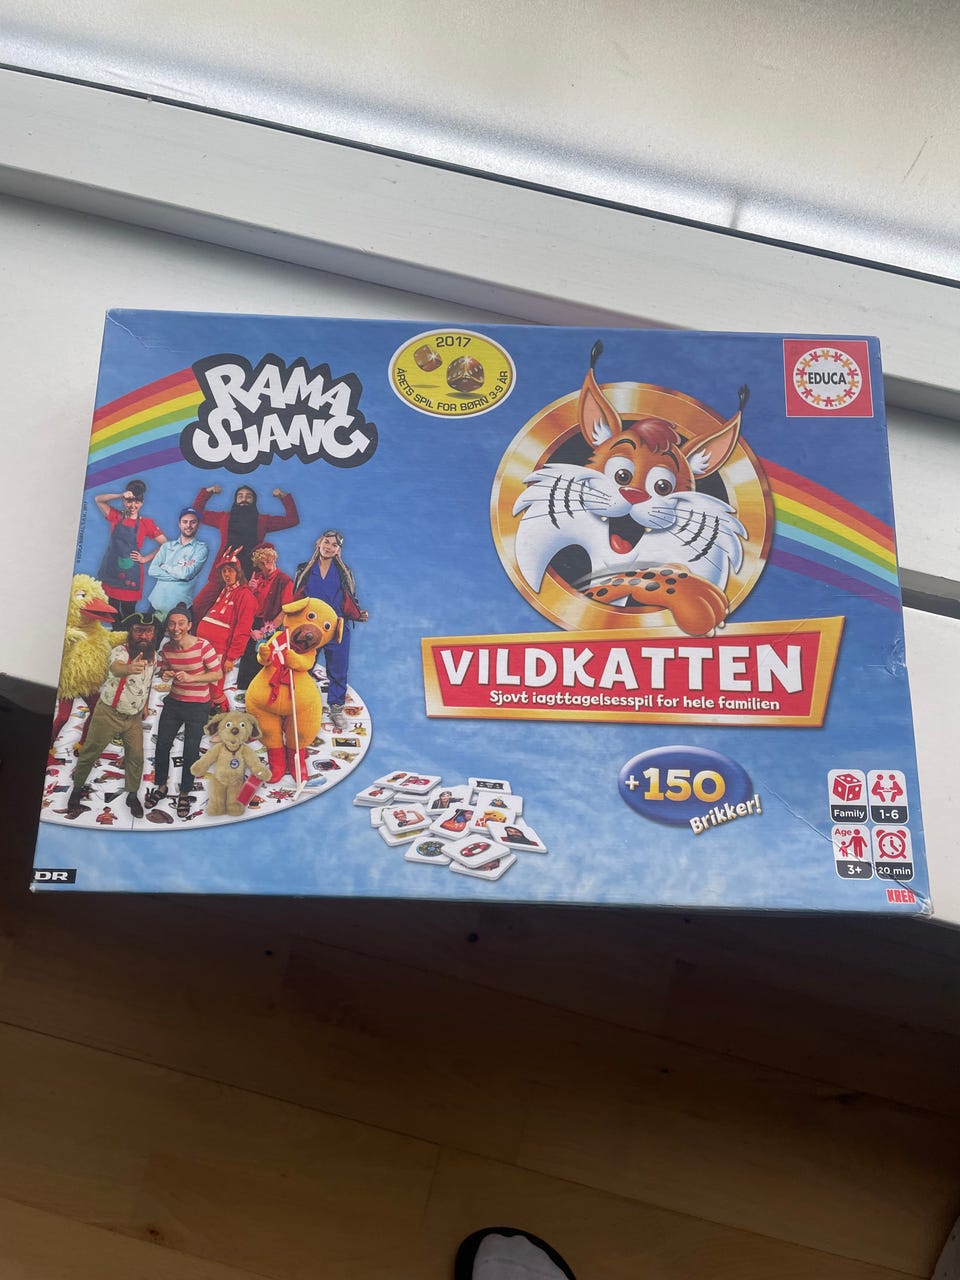 RAMA
SJANG
2017
ÅRETS SPIL FOR BØRN 3-9 ÅR
EDUCA
VILDKATTEN
Sjovt iagttagelsesspil for hele familien
+150
Brikker!
Family
1-6
Age
3+
20 min
DR
KREA